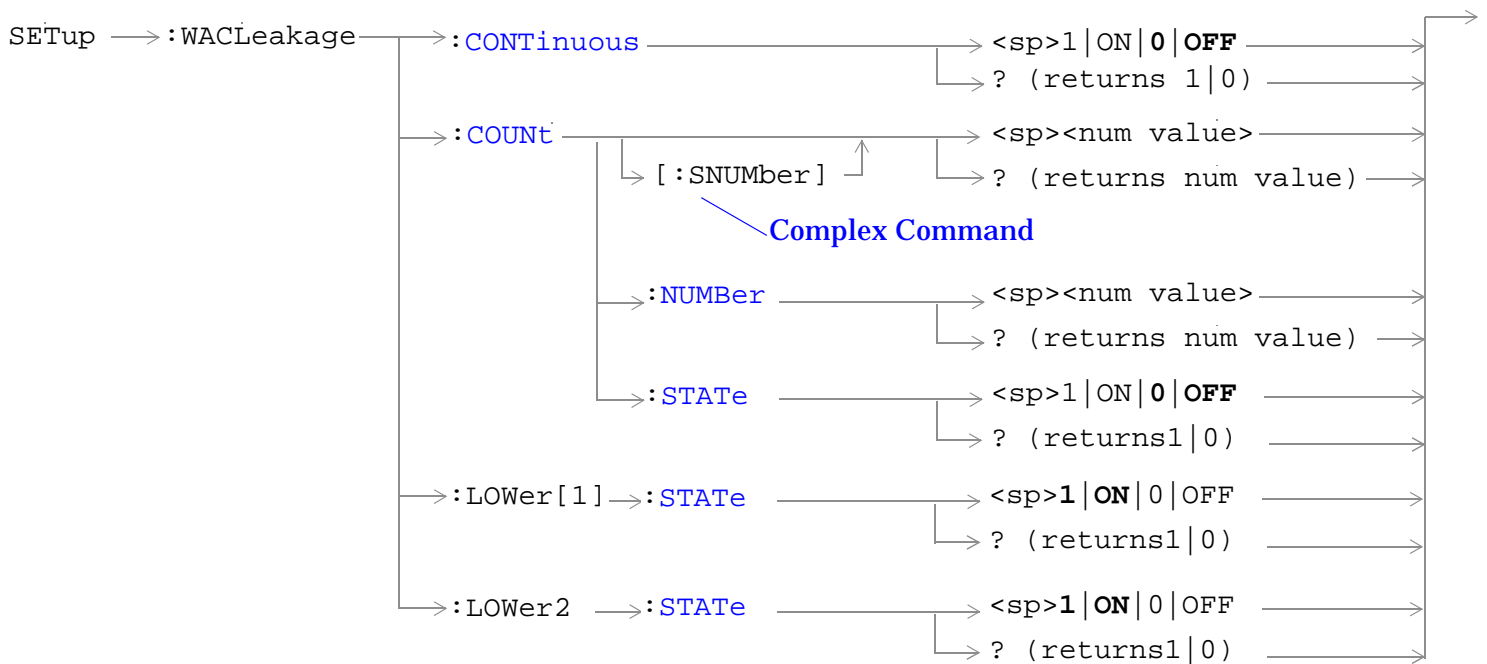 SETup :WACLeakage :CONTinuous <sp>1|ON|0|OFF
? (returns 1|0)
:COUNt <sp><num value>
[:SNUMber] ? (returns num value)
Complex Command
:NUMBer <sp><num value>
? (returns num value)
:STATe <sp>1|ON|0|OFF
? (returns1|0)
:LOWer[1] :STATe <sp>1|ON|0|OFF
? (returns1|0)
:LOWer2 :STATe <sp>1|ON|0|OFF
? (returns1|0)